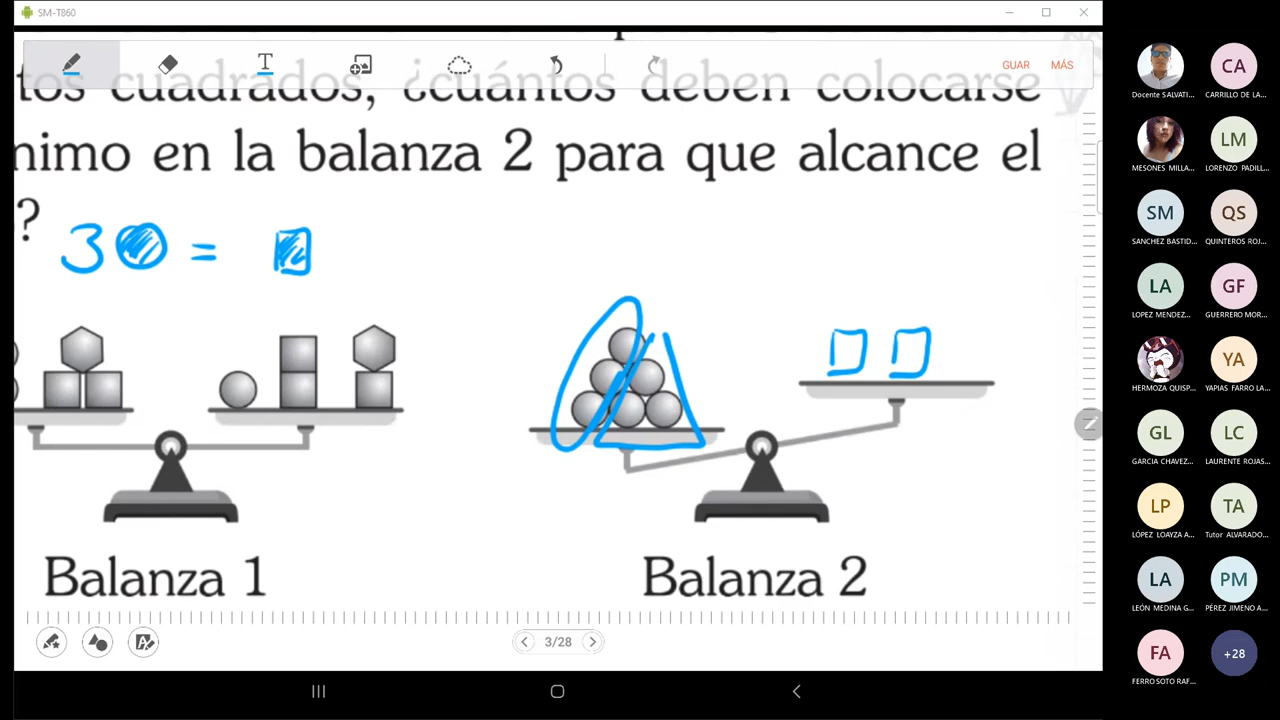 SM-T860
GUAR
MÁS
tos cuadrados, ¿cuántos deben colocarse
nimo en la balanza 2 para que alcance el
?
3 =
Balanza 1
Balanza 2
3/28
Docente SALVATI...
CA
CARRILLO DE LA...
MESONES MILLA...
LM
LORENZO PADILL...
SM
SANCHEZ BASTID...
QS
QUINTEROS ROJ...
LA
LOPEZ MENDEZ...
GF
GUERRERO MOR...
HERMOZA QUISP...
YA
YAPIAS FARRO LA...
GL
GARCIA CHAVEZ...
LC
LAURENTE ROJAS...
LP
LÓPEZ LOAYZA A...
TA
Tutor ALVARADO...
LA
LEÓN MEDINA G...
PM
PÉREZ JIMENO A...
FA
FERRO SOTO RAF...
+28